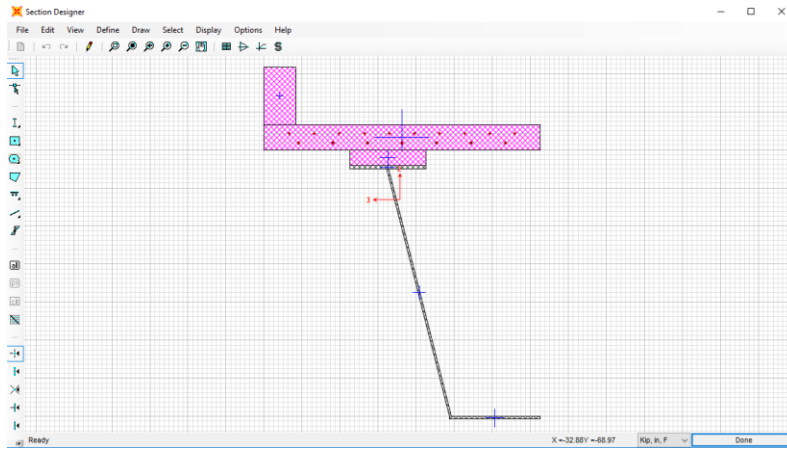 Section Designer
File Edit View Define Draw Select Display Options Help
S
3
Ready
X =-32.88Y =-68.97
Kip, in, F
Done